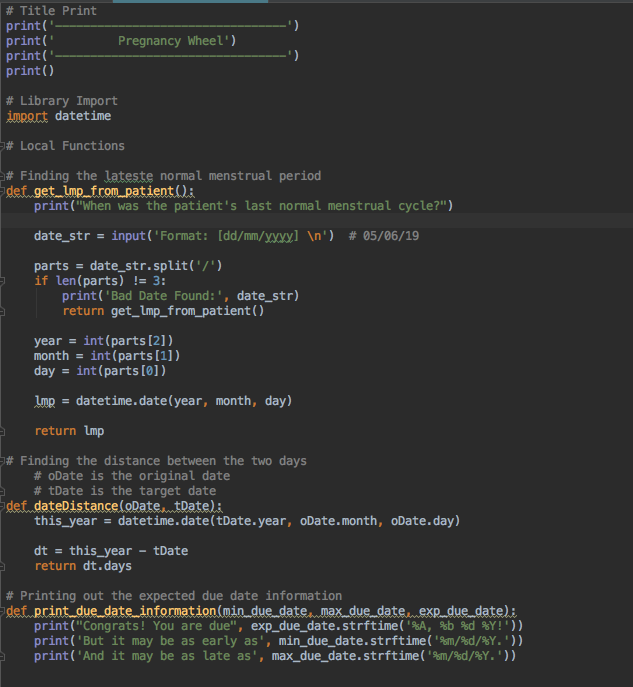 # Title Print
print('---------------------------------')
print('         Pregnancy Wheel')
print('---------------------------------')
print()

# Library Import
import datetime

# Local Functions

# Finding the lateste normal menstrual period
def get_lmp_from_patient():
    print("When was the patient's last normal menstrual cycle?")

    date_str = input('Format: [dd/mm/yyyy] \n')  # 05/06/19

    parts = date_str.split('/')
    if len(parts) != 3:
        print('Bad Date Found:', date_str)
        return get_lmp_from_patient()

    year = int(parts[2])
    month = int(parts[1])
    day = int(parts[0])

    lmp = datetime.date(year, month, day)

    return lmp

# Finding the distance between the two days
    # oDate is the original date
    # tDate is the target date
def dateDistance(oDate, tDate):
    this_year = datetime.date(tDate.year, oDate.month, oDate.day)

    dt = this_year - tDate
    return dt.days

# Printing out the expected due date information
def print_due_date_information(min_due_date, max_due_date, exp_due_date):
    print("Congrats! You are due", exp_due_date.strftime('%A, %b %d %Y!'))
    print('But it may be as early as', min_due_date.strftime('%m/%d/%Y.'))
    print('And it may be as late as', max_due_date.strftime('%m/%d/%Y.'))